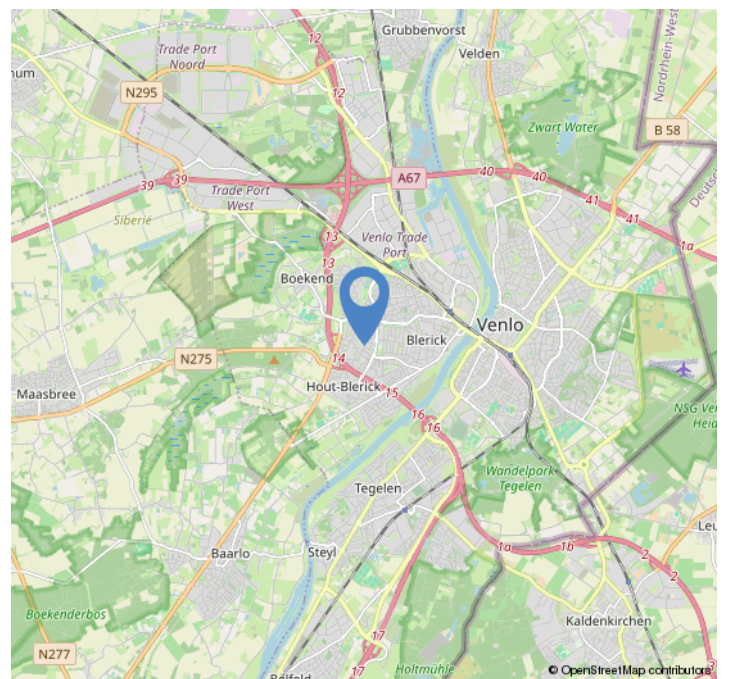 12
Grubbenvorst
Trade Port
Noord
Velden
Nordrhein-West
12
N295
B 58
Zwart Water
A67
40
40
39
39
Trade Port
West
41
41
Deutsc
Siberie
13
Venlo Trade
Port
1a
13
Boekend
Venlo
Blerick
N275
14
Maasbree
Hout-Blerick
15
16
16
NSG Ve
Heid
Wandelpark
Tegelen
Tegelen
Leu
Baarlo
Steyl
1a
1b
2
2
Boekenderbos
Kaldenkirchen
17
N277
17
Holtmühle
3
© OpenStreetMap contributors